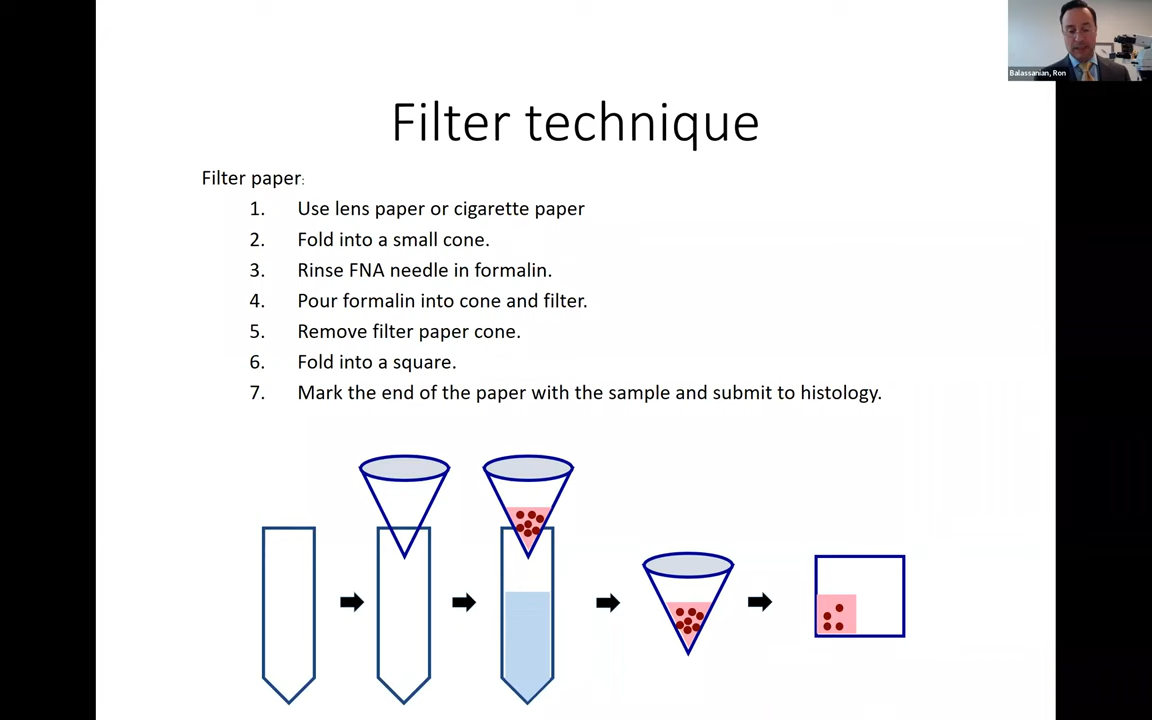 Balassanian, Ron
Filter technique
Filter paper:
1. Use lens paper or cigarette paper
2. Fold into a small cone.
3. Rinse FNA needle in formalin.
4. Pour formalin into cone and filter.
5. Remove filter paper cone.
6. Fold into a square.
7. Mark the end of the paper with the sample and submit to histology.